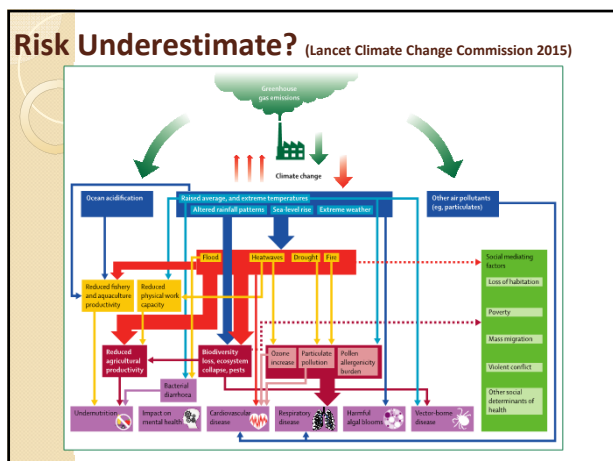 Risk Underestimate? (Lancet Climate Change Commission 2015)
Greenhouse
gas emissions
Climate change
Ocean acidification
Raised average, and extreme temperatures
Altered rainfall patterns
Sea-level rise
Extreme weather
Other air pollutants
(eg, particulates)
Flood
Heatwaves
Drought
Fire
Social mediating
factors
Loss of habitation
Poverty
Mass migration
Violent conflict
Other social
determinants of
health
Reduced fishery
and aquaculture
productivity
Reduced
physical work
capacity
Reduced
agricultural
productivity
Biodiversity
loss, ecosystem
collapse, pests
Ozone
increase
Particulate
pollution
Pollen
allergenicity
burden
Bacterial
diarrhoea
Undernutrition
Impact on
mental health
Cardiovascular
disease
Respiratory
disease
Harmful
algal blooms
Vector-borne
disease